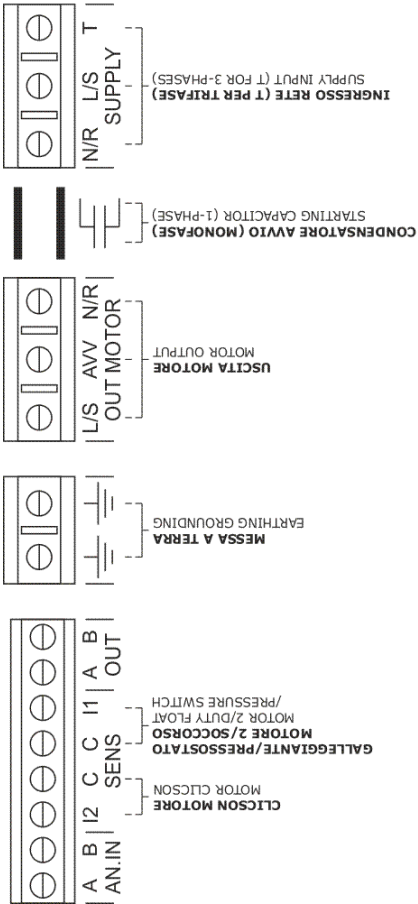 N/R L/S T
SUPPLY
INGRESSO RETE (T PER TRIFASE)
SUPPLY INPUT (T FOR 3-PHASES)
CONDENSATORE AVVIO (MONOFASE)
STARTING CAPACITOR (1-PHASE)
L/S AVV N/R
OUT MOTOR
USCITA MOTORE
MOTOR OUTPUT
MESSA A TERRA
EARTHING GROUNDING
A B I2 C C I1 A B
AN.IN SENS OUT
GALLEGGIANTE/PRESSOSTATO
MOTORE 2/SOCCORSO
MOTOR 2/DUTY FLOAT
/PRESSURE SWITCH
CLICSON MOTORE
MOTOR CLICSON